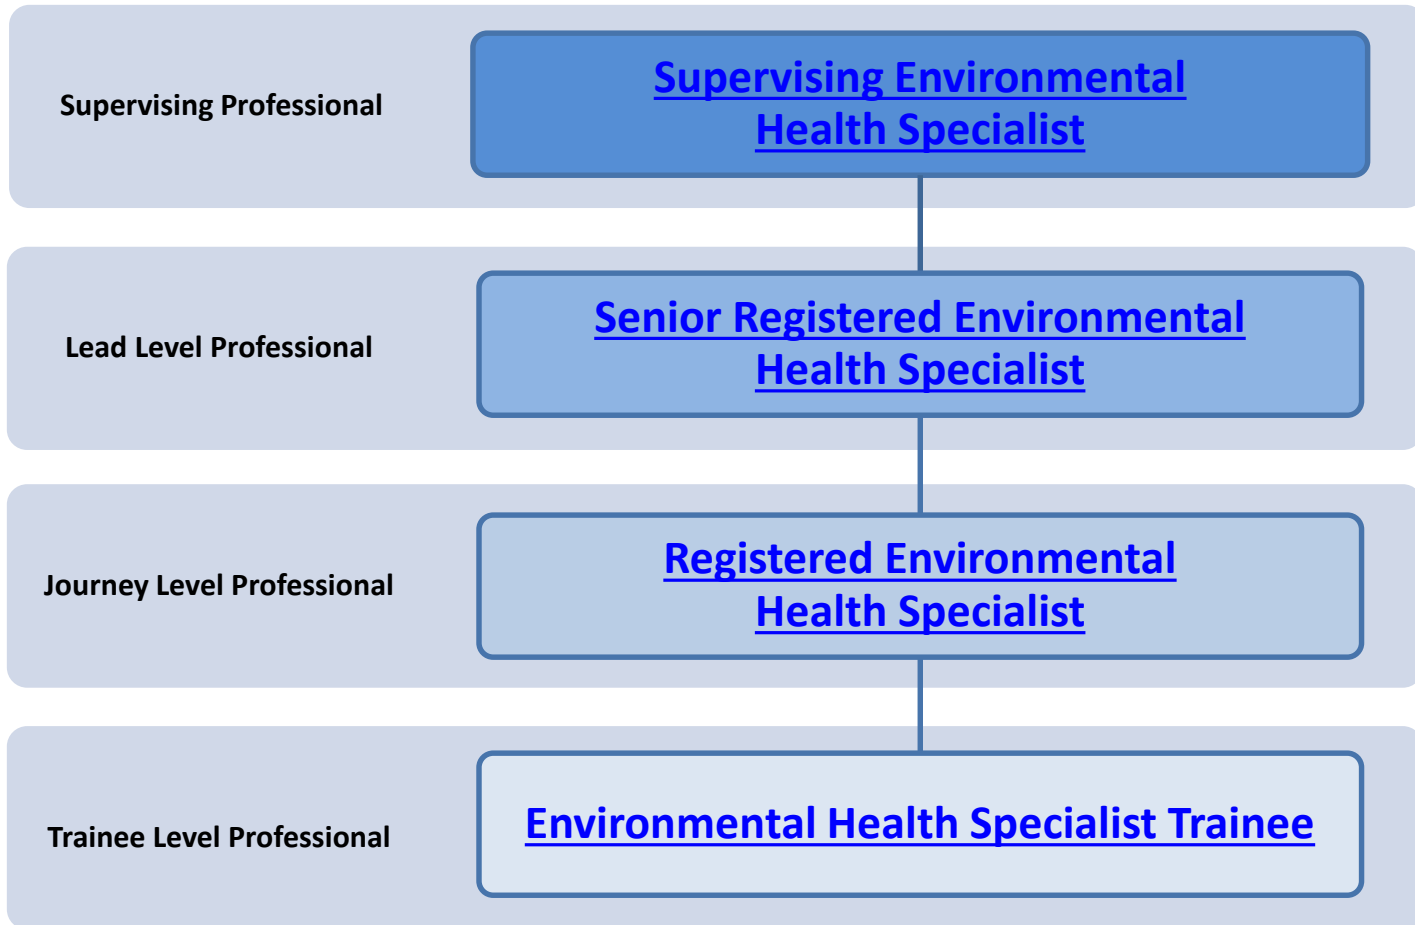 Supervising Professional
Supervising Environmental
Health Specialist
Lead Level Professional
Senior Registered Environmental
Health Specialist
Journey Level Professional
Registered Environmental
Health Specialist
Trainee Level Professional
Environmental Health Specialist Trainee